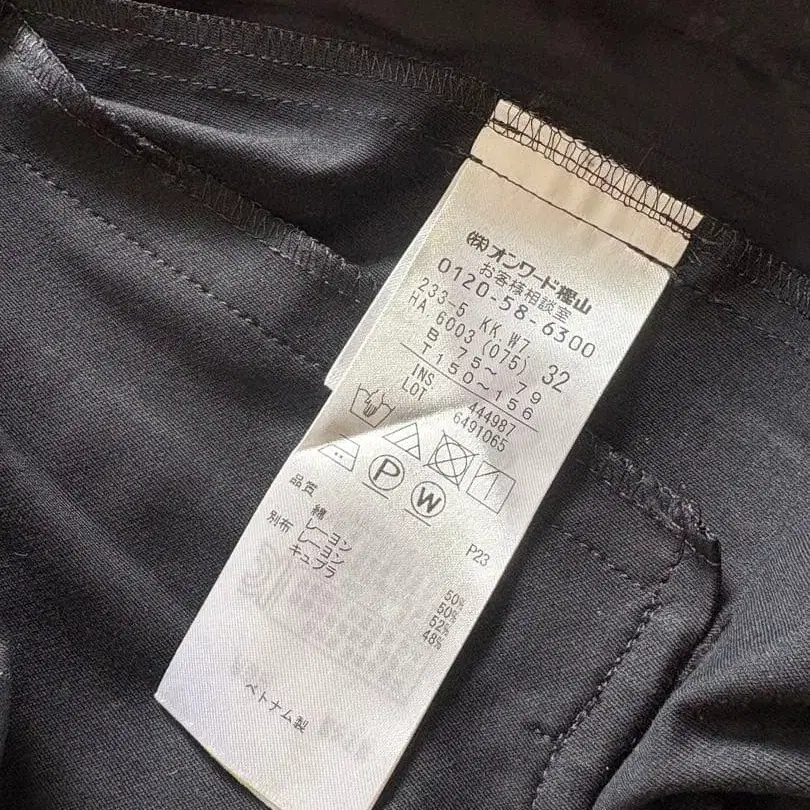 ㈱オンワード樫山
お客様相談室
0120-58-6300
233-5 KK.W7. 32
HA 6003 (075)
B 75～ 79
T150～156
INS 444987
LOT 6491065
P W
P23
品質
綿 50%
レーヨン 50%
別布 レーヨン 52%
キュプラ 48%
ベトナム製